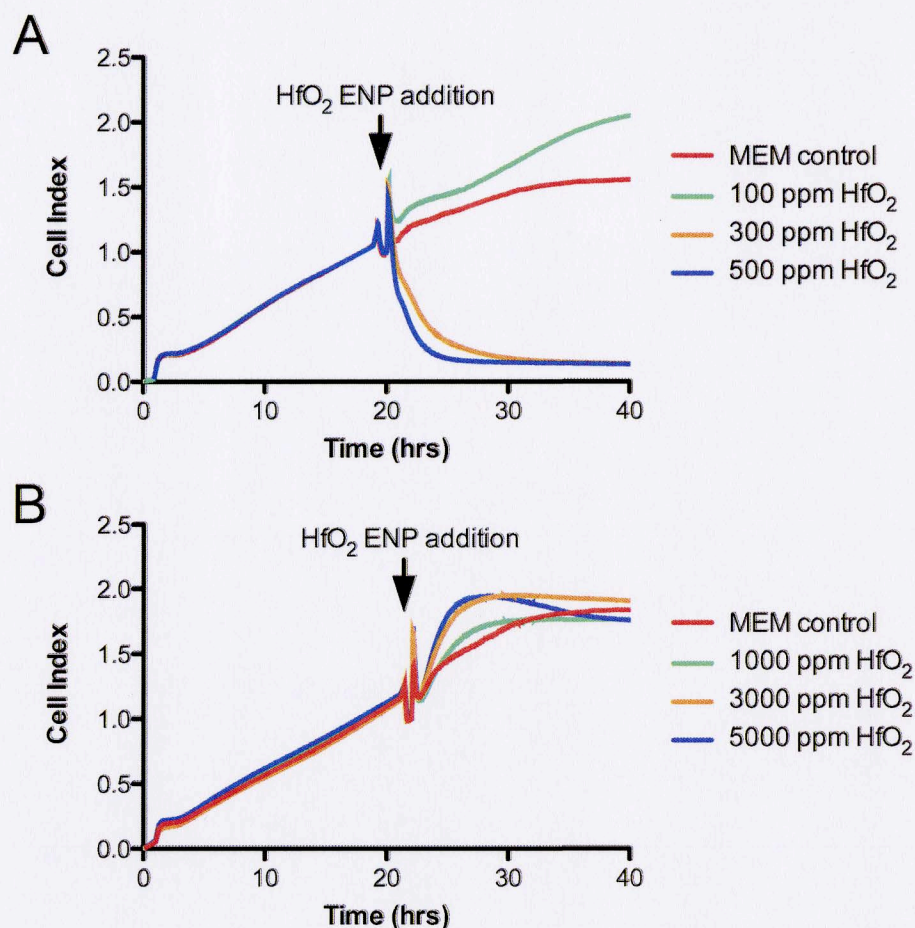 A
HfO2 ENP addition
Cell Index
2.5
2.0
1.5
1.0
0.5
0.0
0
10
20
30
40
Time (hrs)
MEM control
100 ppm HfO2
300 ppm HfO2
500 ppm HfO2
B
HfO2 ENP addition
Cell Index
2.5
2.0
1.5
1.0
0.5
0.0
0
10
20
30
40
Time (hrs)
MEM control
1000 ppm HfO2
3000 ppm HfO2
5000 ppm HfO2